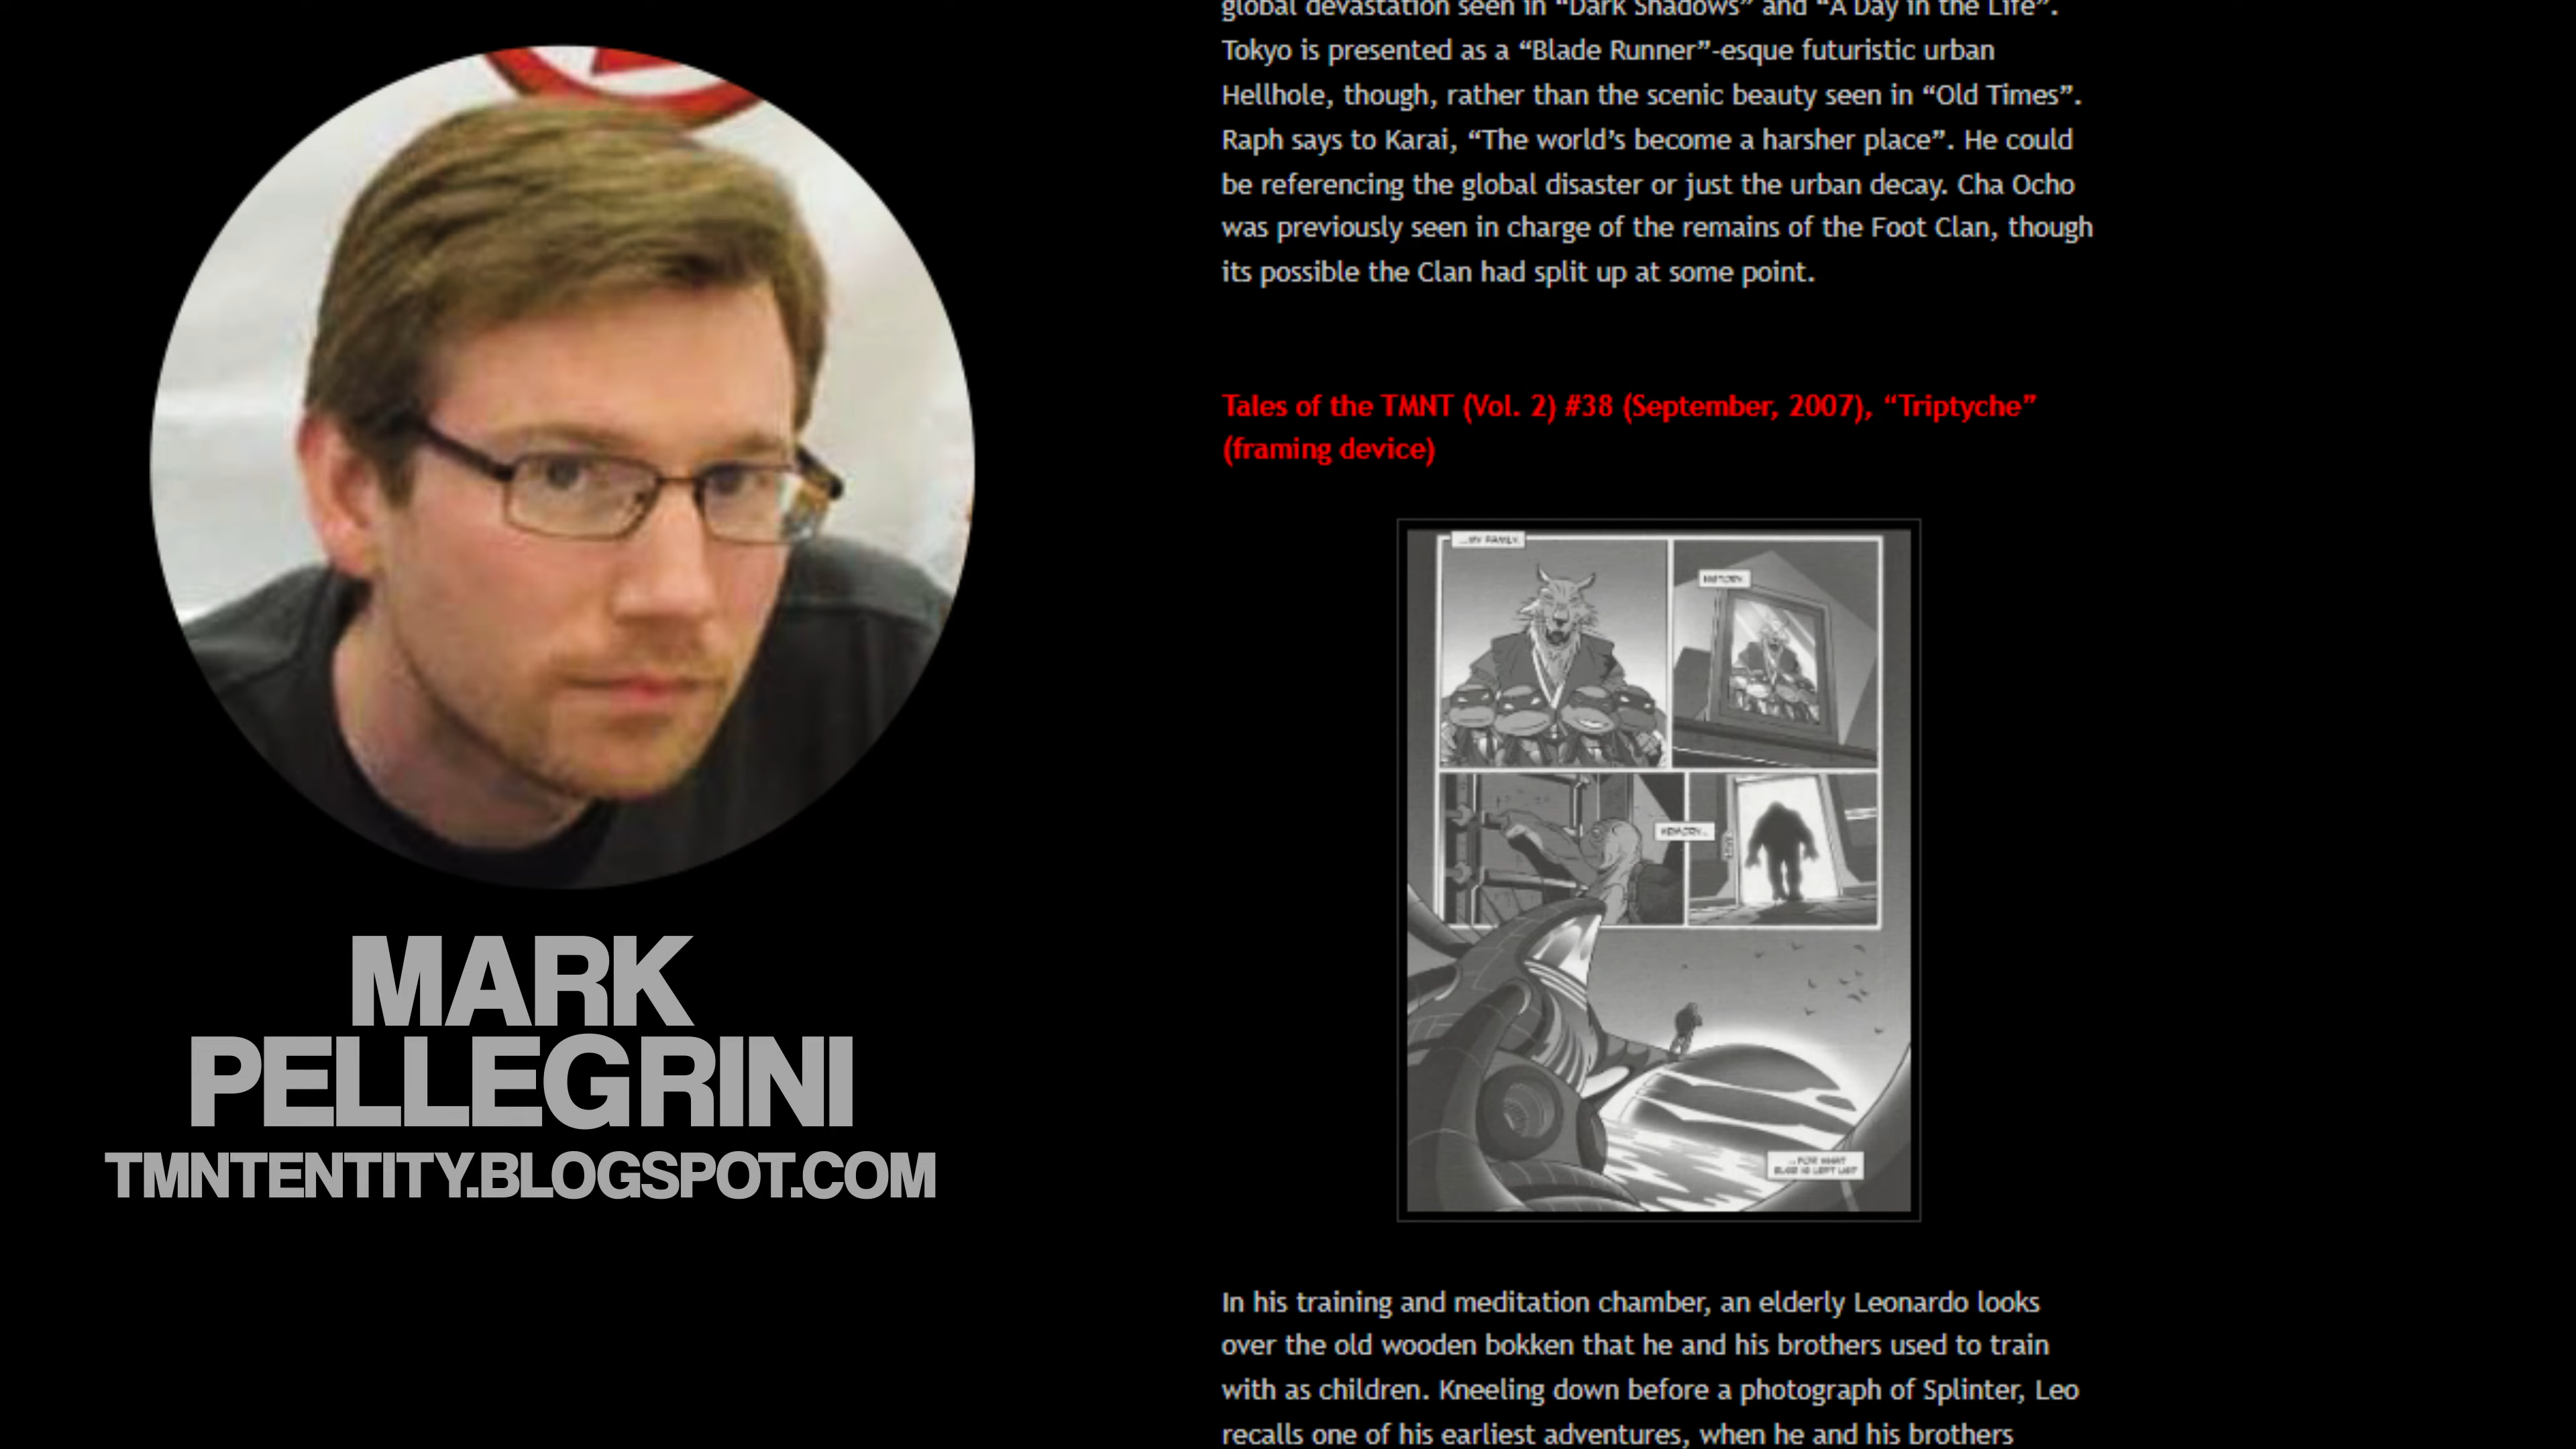 MARK
PELLEGRINI
TMNTENTITY.BLOGSPOT.COM
global devastation seen in “Dark Shadows” and “A Day in the Life”.
Tokyo is presented as a “Blade Runner”-esque futuristic urban
Hellhole, though, rather than the scenic beauty seen in “Old Times”.
Raph says to Karai, “The world’s become a harsher place”. He could
be referencing the global disaster or just the urban decay. Cha Ocho
was previously seen in charge of the remains of the Foot Clan, though
its possible the Clan had split up at some point.
Tales of the TMNT (Vol. 2) #38 (September, 2007), “Triptyche”
(framing device)
...MY FAMILY.
HISTORY.
MEMORY...
...FOR WHAT
ELSE IS LEFT US?
In his training and meditation chamber, an elderly Leonardo looks
over the old wooden bokken that he and his brothers used to train
with as children. Kneeling down before a photograph of Splinter, Leo
recalls one of his earliest adventures, when he and his brothers